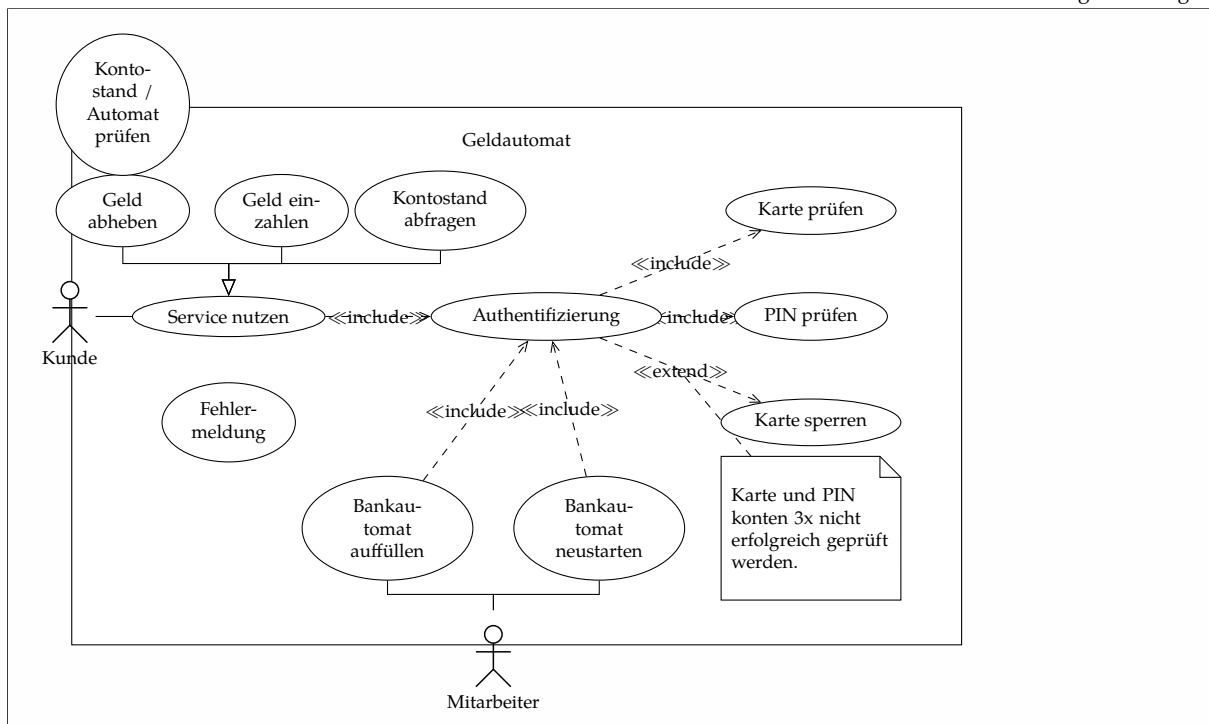 Konto-
stand /
Automat
prüfen
Geldautomat
Geld
abheben
Geld ein-
zahlen
Kontostand
abfragen
Karte prüfen
≪include≫
Service nutzen
≪include≫
Authentifizierung
≪include≫
PIN prüfen
Kunde
≪extend≫
Fehler-
meldung
≪include≫
≪include≫
Karte sperren
Bankau-
tomat
auffüllen
Bankau-
tomat
neustarten
Karte und PIN
konten 3x nicht
erfolgreich geprüft
werden.
Mitarbeiter